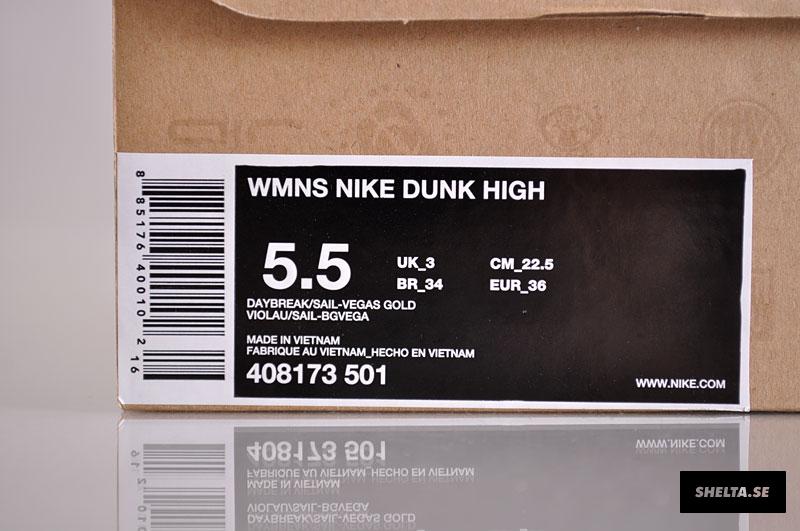 WMNS NIKE DUNK HIGH
5.5
UK_3 CM_22.5
BR_34 EUR_36
DAYBREAK/SAIL-VEGAS GOLD
VIOLAU/SAIL-BGVEGA
MADE IN VIETNAM
FABRIQUE AU VIETNAM_HECHO EN VIETNAM
408173 501
WWW.NIKE.COM
8 85176 40010 2 16
SHELTA.SE